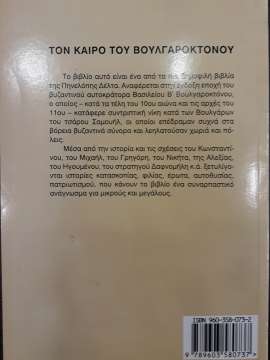 ΤΟΝ ΚΑΙΡΟ ΤΟΥ ΒΟΥΛΓΑΡΟΚΤΟΝΟΥ
Το βιβλίο αυτό είναι ένα από τα πιο δημοφιλή βιβλία
της Πηνελόπης Δέλτα. Αναφέρεται στην ένδοξη εποχή του
βυζαντινού αυτοκράτορα Βασιλείου Β΄ Βουλγαροκτόνου,
ο οποίος – κατά τα τέλη του 10ου αιώνα και τις αρχές του
11ου – κατάφερε συντριπτική νίκη κατά των Βουλγάρων
του τσάρου Σαμουήλ, οι οποίοι επέδραμαν συχνά στα
βόρεια βυζαντινά σύνορα και λεηλατούσαν χωριά και πό-
λεις.
Μέσα από την ιστορία και τις σχέσεις του Κωνσταντί-
νου, του Μιχαήλ, του Γρηγόρη, του Νικήτα, της Αλεξίας,
του Ηγουμένου, του στρατηγού Δαφνομήλη κ.ά. ξετυλίγο-
νται ιστορίες κατασκοπίας, φιλίας, έρωτα, αυτοθυσίας,
πατριωτισμού, που κάνουν το βιβλίο ένα συναρπαστικό
ανάγνωσμα για μικρούς και μεγάλους.
ISBN 960-358-073-2
9 789603 580737 >